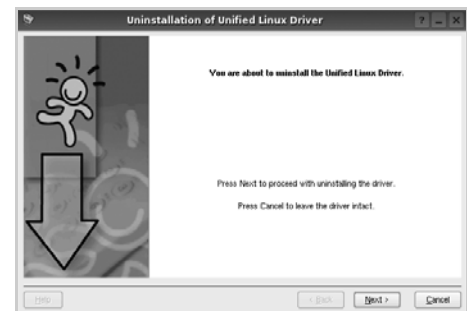 Uninstallation of Unified Linux Driver
You are about to uninstall the Unified Linux Driver.
Press Next to proceed with uninstalling the driver.
Press Cancel to leave the driver intact.
Help
< Back
Next >
Cancel